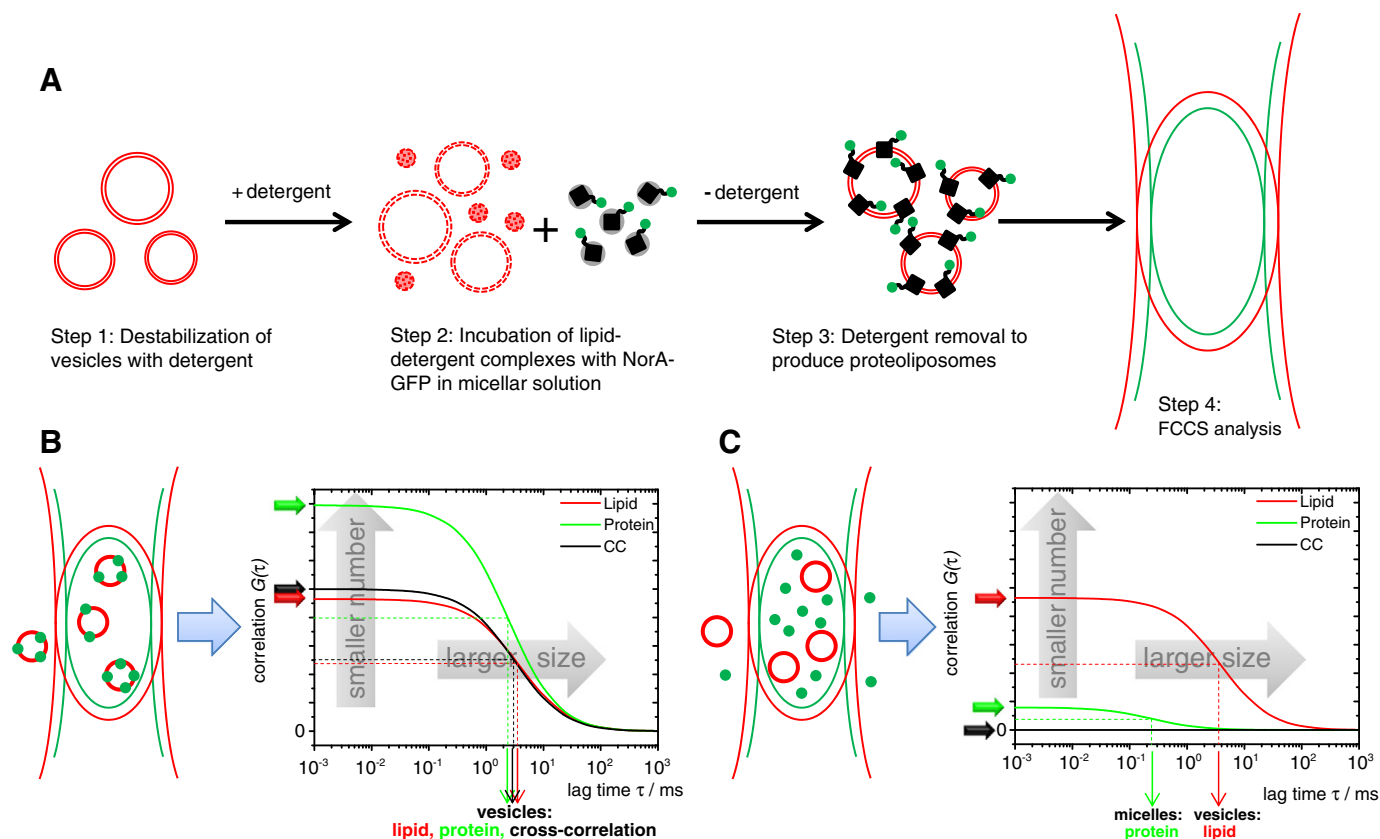 A
+ detergent
+
- detergent
Step 1: Destabilization of
vesicles with detergent
Step 2: Incubation of lipid-
detergent complexes with NorA-
GFP in micellar solution
Step 3: Detergent removal to
produce proteoliposomes
Step 4:
FCCS analysis
B
correlation G(τ)
smaller number
larger size
Lipid
Protein
CC
0
10⁻³ 10⁻² 10⁻¹ 10⁰ 10¹ 10² 10³
lag time τ / ms
vesicles:
lipid, protein, cross-correlation
C
correlation G(τ)
smaller number
larger size
Lipid
Protein
CC
0
10⁻³ 10⁻² 10⁻¹ 10⁰ 10¹ 10² 10³
lag time τ / ms
micelles: vesicles:
protein lipid